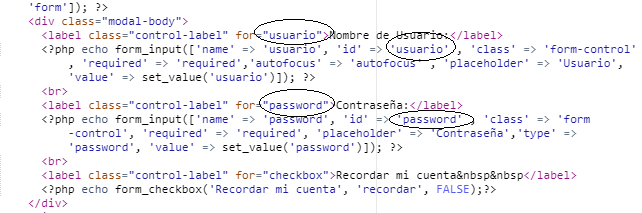 'form']); ?>
<div class="modal-body">
<label class="control-label" for="usuario">Nombre de Usuario:</label>
<?php echo form_input(['name' => 'usuario', 'id' => 'usuario', 'class' => 'form-control'
, 'required' => 'required','autofocus' => 'autofocus' , 'placeholder' => 'Usuario',
'value' => set_value('usuario')]); ?>
<br>
<label class="control-label" for="password">Contraseña:</label>
<?php echo form_input(['name' => 'password', 'id' => 'password', 'class' => 'form
-control', 'required' => 'required', 'placeholder' => 'Contraseña','type' =>
'password', 'value' => set_value('password')]); ?>
<br>
<label class="control-label" for="checkbox">Recordar mi cuenta&nbsp&nbsp</label>
<?php echo form_checkbox('Recordar mi cuenta', 'recordar', FALSE);?>
</div>